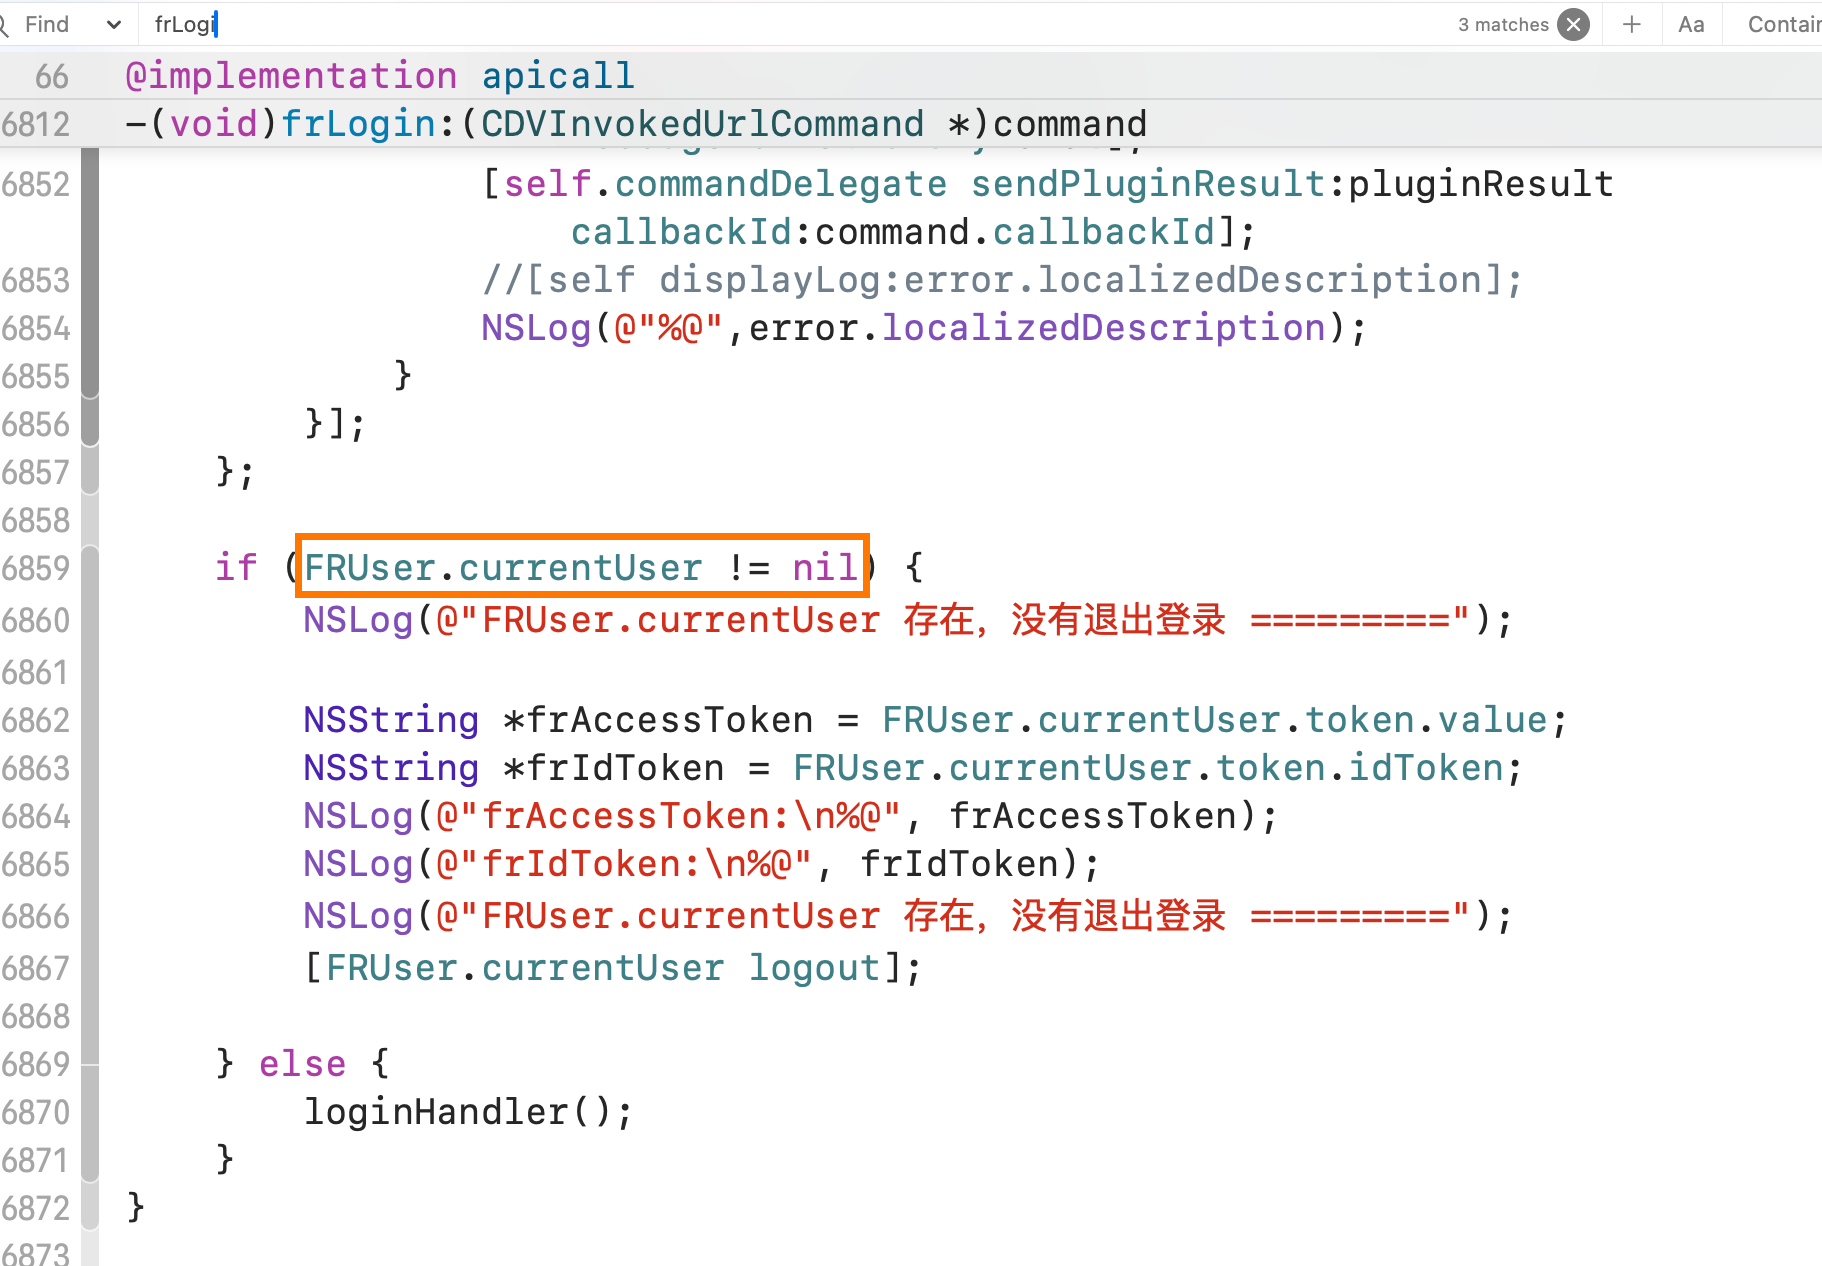 Find frLogi 3 matches Aa
66 @implementation apicall
6812 -(void)frLogin:(CDVInvokedUrlCommand *)command
6852 [self.commandDelegate sendPluginResult:pluginResult
callbackId:command.callbackId];
6853 //[self displayLog:error.localizedDescription];
6854 NSLog(@"%@",error.localizedDescription);
6855 }
6856 }];
6857 };
6858
6859 if (FRUser.currentUser != nil) {
6860 NSLog(@"FRUser.currentUser 存在，没有退出登录 =========");
6861
6862 NSString *frAccessToken = FRUser.currentUser.token.value;
6863 NSString *frIdToken = FRUser.currentUser.token.idToken;
6864 NSLog(@"frAccessToken:\n%@", frAccessToken);
6865 NSLog(@"frIdToken:\n%@", frIdToken);
6866 NSLog(@"FRUser.currentUser 存在，没有退出登录 =========");
6867 [FRUser.currentUser logout];
6868
6869 } else {
6870 loginHandler();
6871 }
6872 }
6873